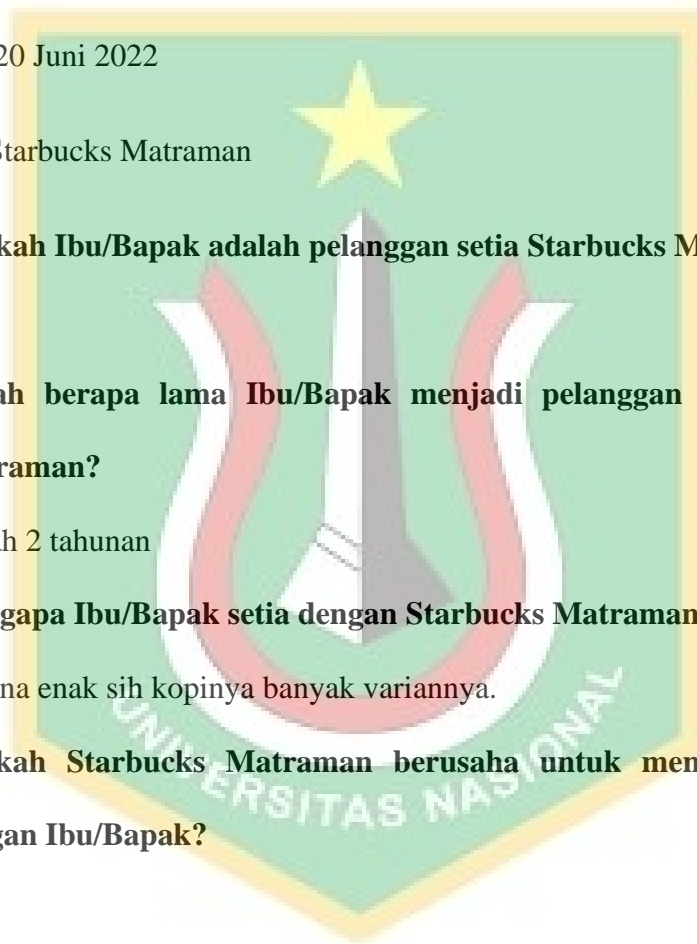 20 Juni 2022
Starbucks Matraman
kah Ibu/Bapak adalah pelanggan setia Starbucks M
ah berapa lama Ibu/Bapak menjadi pelanggan
raman?
ah 2 tahunan
gapa Ibu/Bapak setia dengan Starbucks Matraman
na enak sih kopinya banyak variannya.
kah Starbucks Matraman berusaha untuk men
gan Ibu/Bapak?
UNIVERSITAS NASIONAL